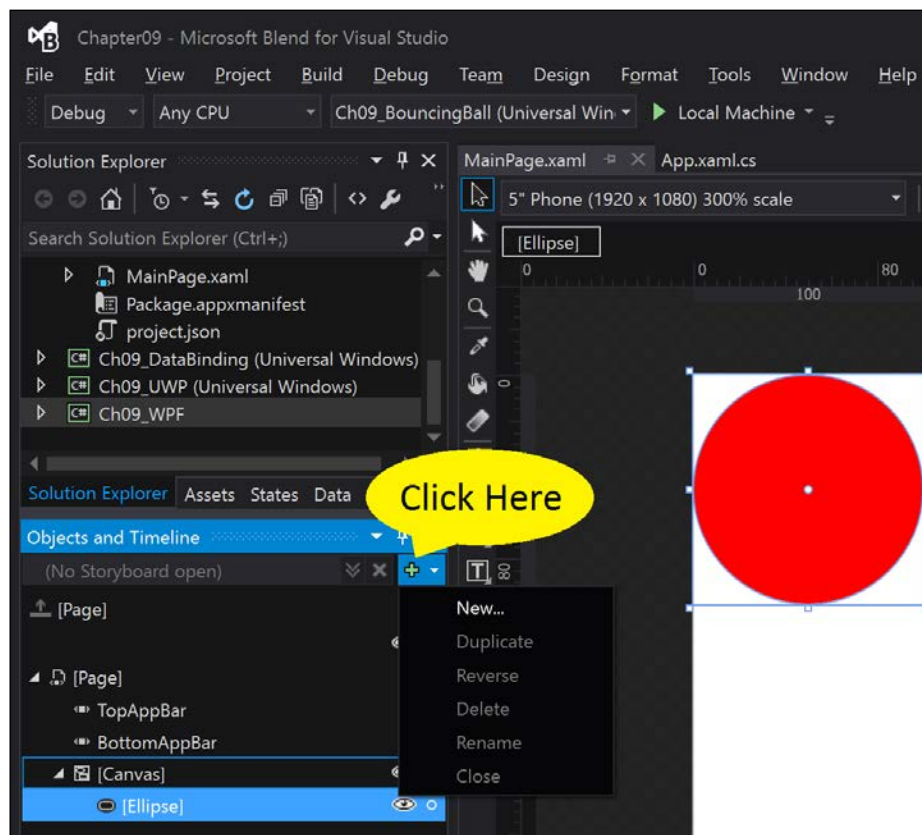 Chapter09 - Microsoft Blend for Visual Studio
File Edit View Project Build Debug Team Design Format Tools Window Help
Debug Any CPU Ch09_BouncingBall (Universal Win Local Machine
Solution Explorer
MainPage.xaml App.xaml.cs
5" Phone (1920 x 1080) 300% scale
Search Solution Explorer (Ctrl+;)
[Ellipse]
0 0 80
100
MainPage.xaml
Package.appxmanifest
project.json
Ch09_DataBinding (Universal Windows)
C# Ch09_UWP (Universal Windows)
C# Ch09_WPF
0
Solution Explorer Assets States Data
Click Here
Objects and Timeline
(No Storyboard open)
T 80
[Page]
New...
Duplicate
Reverse
Delete
Rename
Close
[Page]
TopAppBar
BottomAppBar
[Canvas]
[Ellipse]